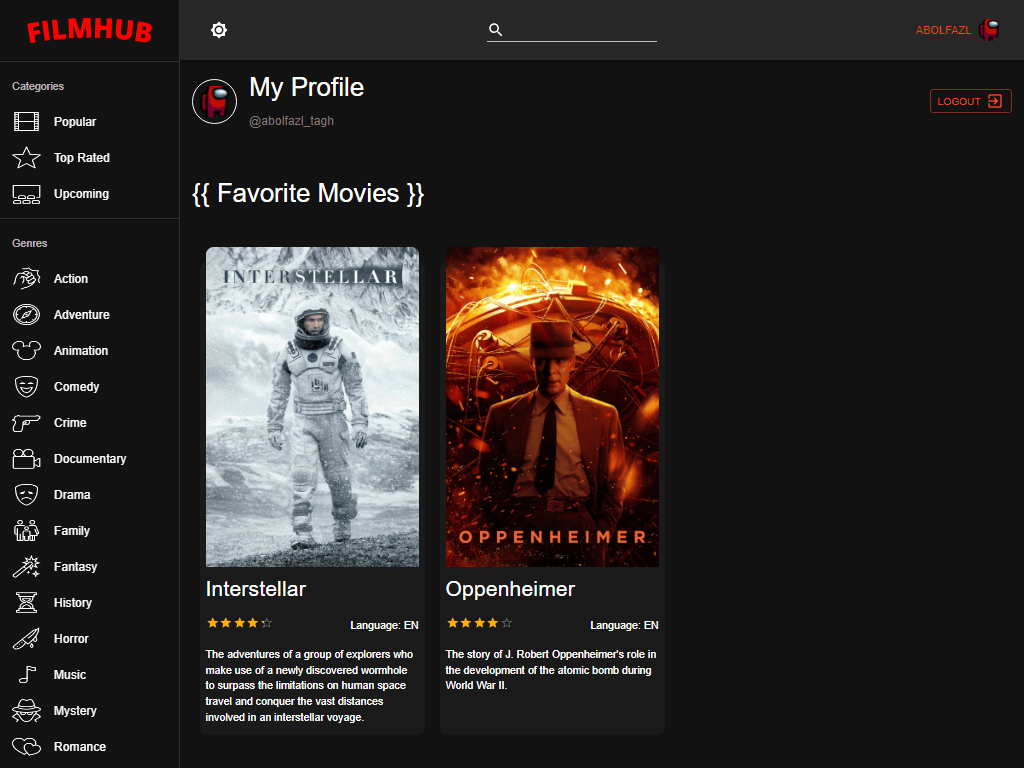 FILMHUB
ABOLFAZL
Categories
Popular
Top Rated
Upcoming
Genres
Action
Adventure
Animation
Comedy
Crime
Documentary
Drama
Family
Fantasy
History
Horror
Music
Mystery
Romance
My Profile
@abolfazl_tagh
LOGOUT
{{ Favorite Movies }}
INTERSTELLAR
Interstellar
Language: EN
The adventures of a group of explorers who
make use of a newly discovered wormhole
to surpass the limitations on human space
travel and conquer the vast distances
involved in an interstellar voyage.
OPPENHEIMER
Oppenheimer
Language: EN
The story of J. Robert Oppenheimer's role in
the development of the atomic bomb during
World War II.